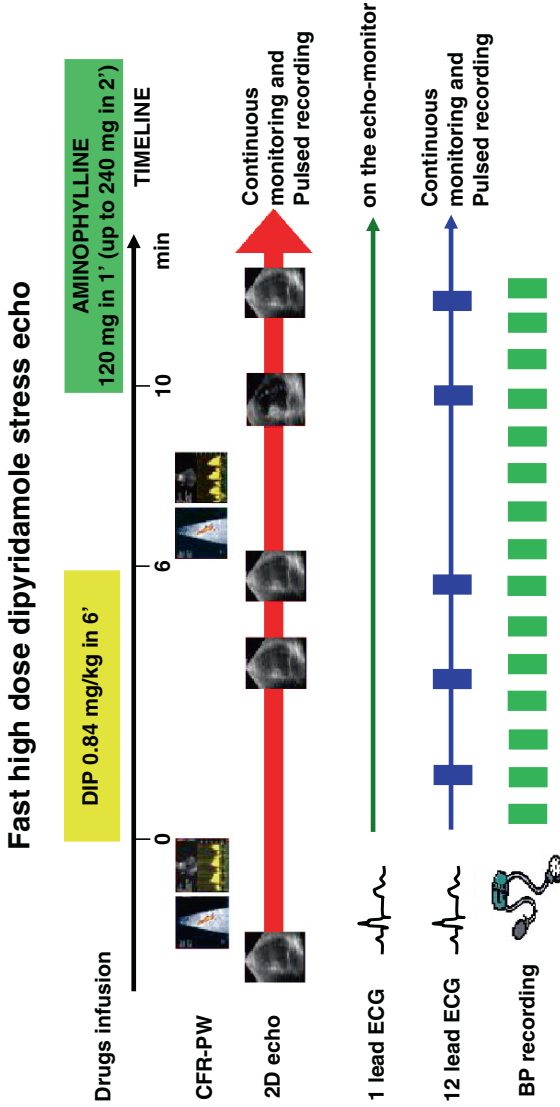 Fast high dose dipyridamole stress echo
Drugs infusion
DIP 0.84 mg/kg in 6’
AMINOPHYLLINE
120 mg in 1’ (up to 240 mg in 2’)
0
6
10
min
TIMELINE
CFR-PW
2D echo
Continuous
monitoring and
Pulsed recording
1 lead ECG
on the echo-monitor
12 lead ECG
Continuous
monitoring and
Pulsed recording
BP recording